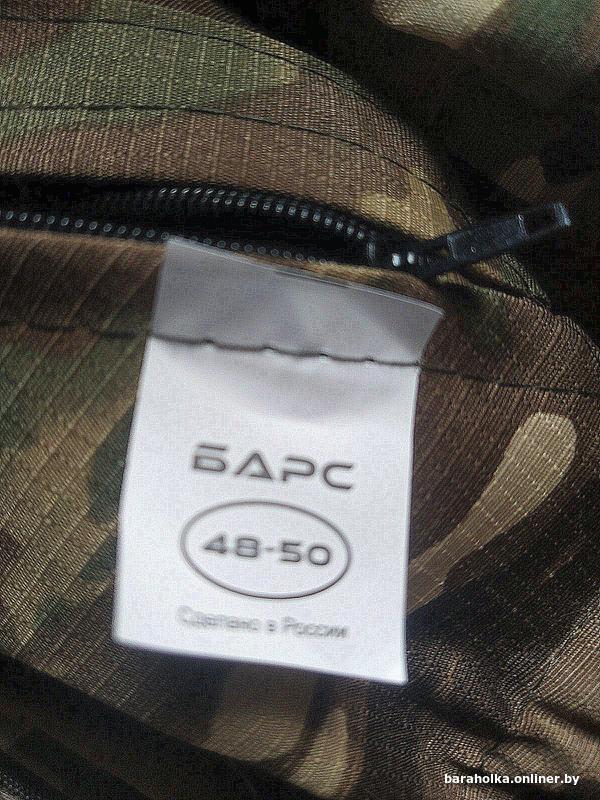 БАРС
48-50
Сделано в России
baraholka.onliner.by